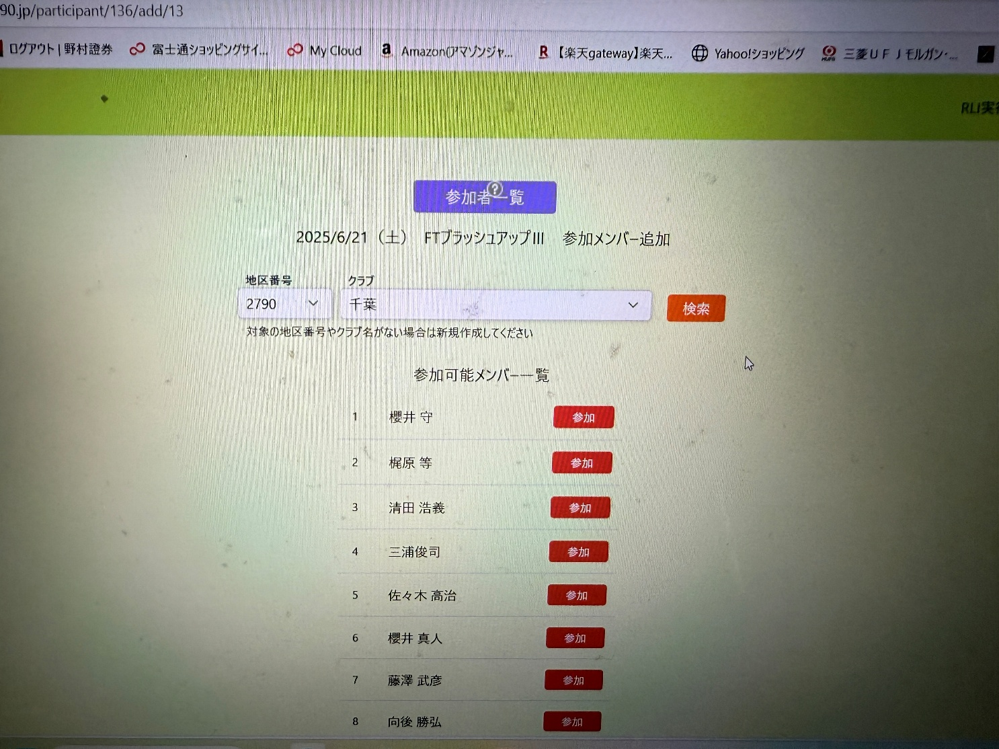 90.jp/participant/136/add/13
ログアウト | 野村證券 富士通ショッピングサイ... My Cloud Amazon(アマゾンジャ... 【楽天gateway】楽天... Yahoo!ショッピング 三菱UFJモルガン・...
RLI実
参加者一覧
2025/6/21（土） FTブラッシュアップIII 参加メンバー追加
地区番号 クラブ
2790 千葉 検索
対象の地区番号やクラブ名がない場合は新規作成してください
参加可能メンバー一覧
1 櫻井 守 参加
2 梶原 等 参加
3 清田 浩義 参加
4 三浦俊司 参加
5 佐々木 高治 参加
6 櫻井 真人 参加
7 藤澤 武彦 参加
8 向後 勝弘 参加